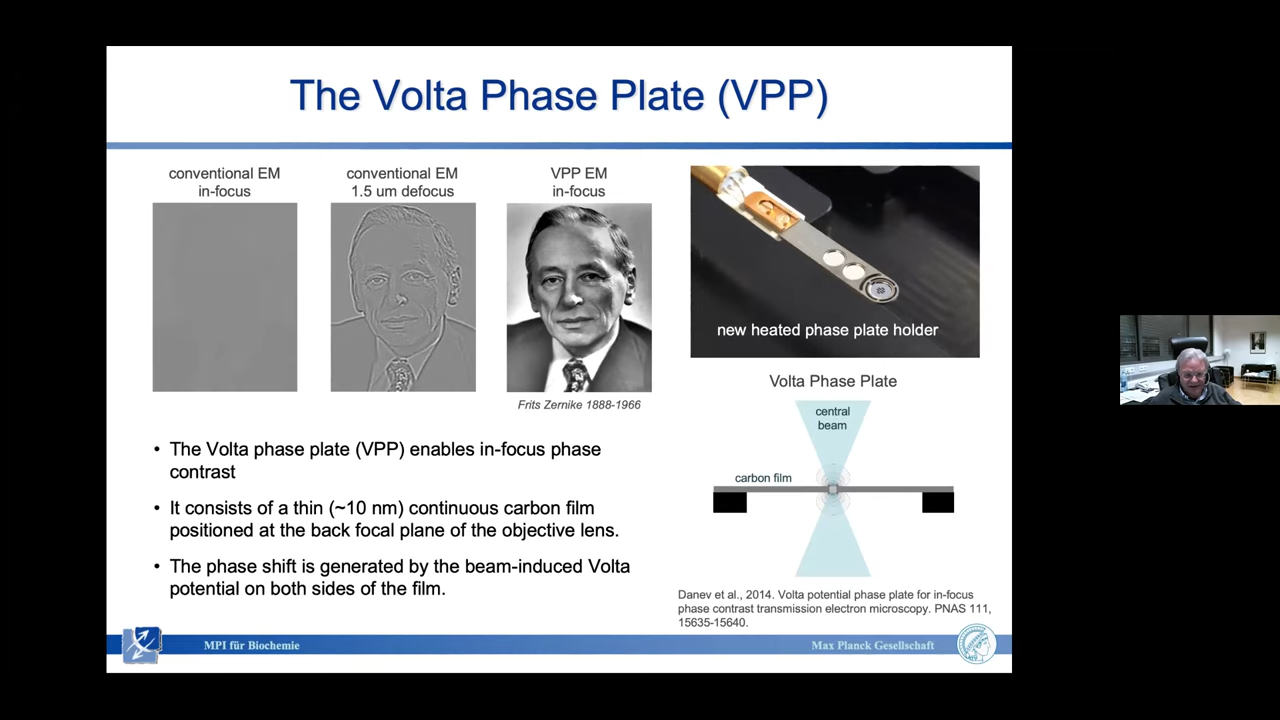 The Volta Phase Plate (VPP)
conventional EM
in-focus
conventional EM
1.5 um defocus
VPP EM
in-focus
Frits Zernike 1888-1966
new heated phase plate holder
Volta Phase Plate
central
beam
carbon film
• The Volta phase plate (VPP) enables in-focus phase
contrast
• It consists of a thin (~10 nm) continuous carbon film
positioned at the back focal plane of the objective lens.
• The phase shift is generated by the beam-induced Volta
potential on both sides of the film.
Danev et al., 2014. Volta potential phase plate for in-focus
phase contrast transmission electron microscopy. PNAS 111,
15635-15640.
MPI für Biochemie
Max Planck Gesellschaft